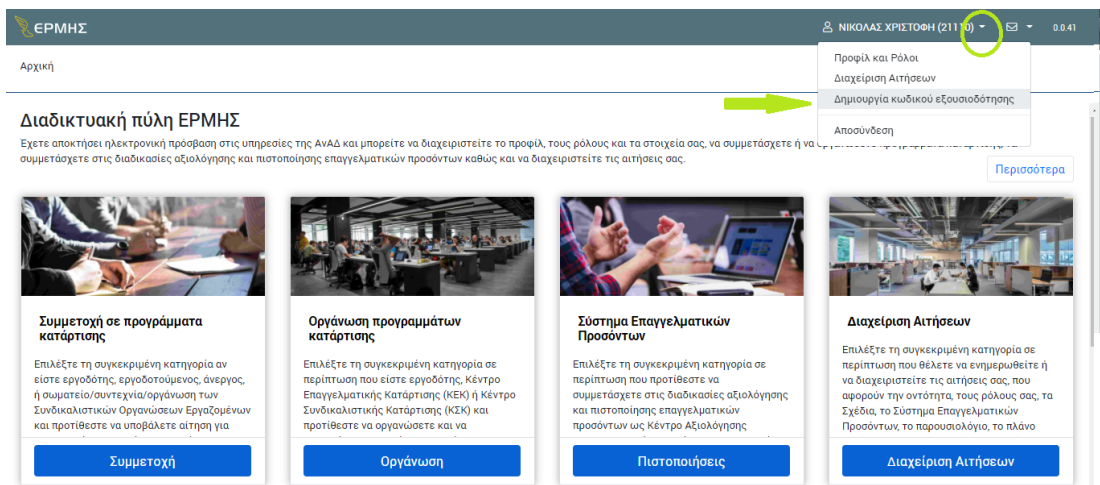 ΕΡΜΗΣ
ΝΙΚΟΛΑΣ ΧΡΙΣΤΟΦΗ (21110)
0.0.41
Αρχική
Προφίλ και Ρόλοι
Διαχείριση Αιτήσεων
Δημιουργία κωδικού εξουσιοδότησης
Αποσύνδεση
Διαδικτυακή πύλη ΕΡΜΗΣ
Έχετε αποκτήσει ηλεκτρονική πρόσβαση στις υπηρεσίες της ΑνΑΔ και μπορείτε να διαχειριστείτε το προφίλ, τους ρόλους και τα στοιχεία σας, να συμμετάσχετε ή να
συμμετάσχετε στις διαδικασίες αξιολόγησης και πιστοποίησης επαγγελματικών προσόντων καθώς και να διαχειριστείτε τις αιτήσεις σας.
Περισσότερα
Συμμετοχή σε προγράμματα
κατάρτισης
Επιλέξτε τη συγκεκριμένη κατηγορία αν
είστε εργοδότης, εργοδοτούμενος, άνεργος,
ή σωματείο/συντεχνία/οργάνωση των
Συνδικαλιστικών Οργανώσεων Εργαζομένων
και προτίθεστε να υποβάλετε αίτηση για
Συμμετοχή
Οργάνωση προγραμμάτων
κατάρτισης
Επιλέξτε τη συγκεκριμένη κατηγορία σε
περίπτωση που είστε εργοδότης, Κέντρο
Επαγγελματικής Κατάρτισης (ΚΕΚ) ή Κέντρο
Συνδικαλιστικής Κατάρτισης (ΚΣΚ) και
προτίθεστε να οργανώσετε και να
Οργάνωση
Σύστημα Επαγγελματικών
Προσόντων
Επιλέξτε τη συγκεκριμένη κατηγορία σε
περίπτωση που προτίθεστε να
συμμετάσχετε στις διαδικασίες αξιολόγησης
και πιστοποίησης επαγγελματικών
προσόντων ως Κέντρο Αξιολόγησης
Πιστοποιήσεις
Διαχείριση Αιτήσεων
Επιλέξτε τη συγκεκριμένη κατηγορία σε
περίπτωση που θέλετε να ενημερωθείτε ή
να διαχειριστείτε τις αιτήσεις σας, που
αφορούν την οντότητα, τους ρόλους σας, τα
Σχέδια, το Σύστημα Επαγγελματικών
Προσόντων, το παρουσιολόγιο, το πλάνο
Διαχείριση Αιτήσεων